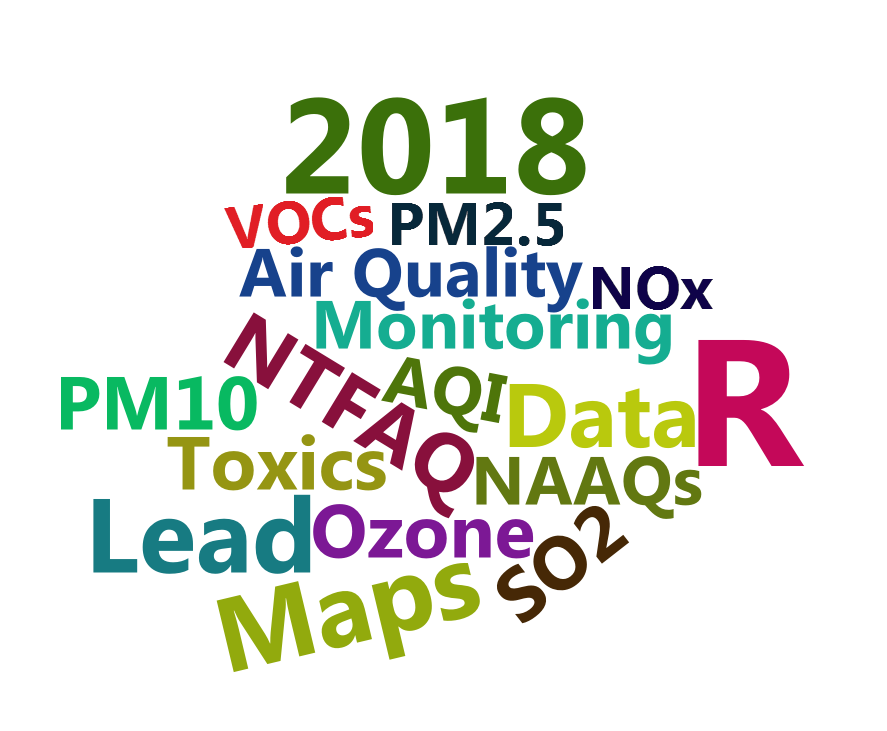 2018
VOCs
PM2.5
Air Quality
NOx
Monitoring
NTFAQ
R
AQI
PM10
Data
Toxics
NAAQs
Lead
Ozone
SO2
Maps